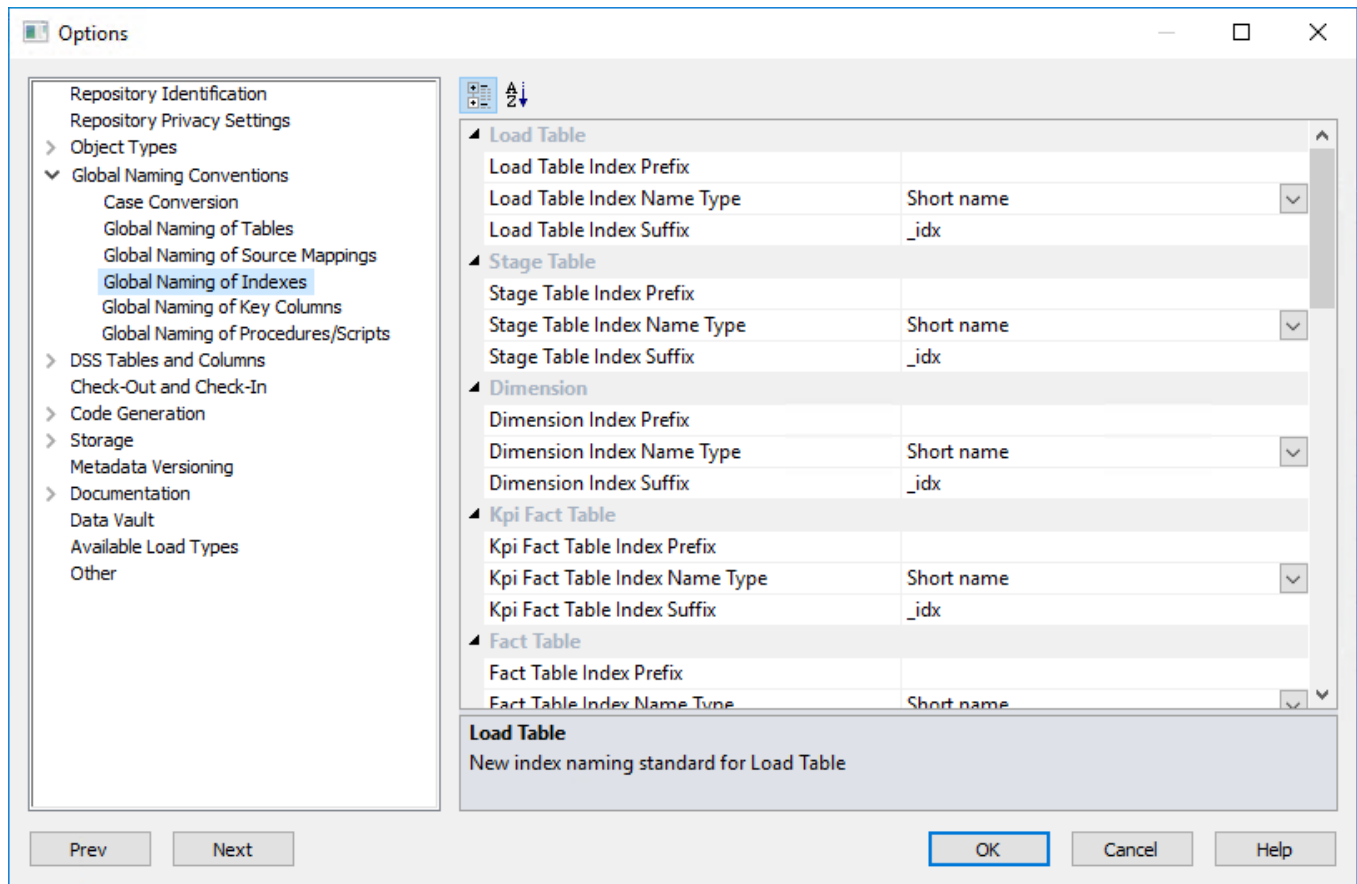 Options
Repository Identification
Repository Privacy Settings
Object Types
Global Naming Conventions
Case Conversion
Global Naming of Tables
Global Naming of Source Mappings
Global Naming of Indexes
Global Naming of Key Columns
Global Naming of Procedures/Scripts
DSS Tables and Columns
Check-Out and Check-In
Code Generation
Storage
Metadata Versioning
Documentation
Data Vault
Available Load Types
Other
A
Z
Load Table
Load Table Index Prefix
Load Table Index Name Type Short name
Load Table Index Suffix _idx
Stage Table
Stage Table Index Prefix
Stage Table Index Name Type Short name
Stage Table Index Suffix _idx
Dimension
Dimension Index Prefix
Dimension Index Name Type Short name
Dimension Index Suffix _idx
Kpi Fact Table
Kpi Fact Table Index Prefix
Kpi Fact Table Index Name Type Short name
Kpi Fact Table Index Suffix _idx
Fact Table
Fact Table Index Prefix
Fact Table Index Name Type Short name
Load Table
New index naming standard for Load Table
Prev Next OK Cancel Help